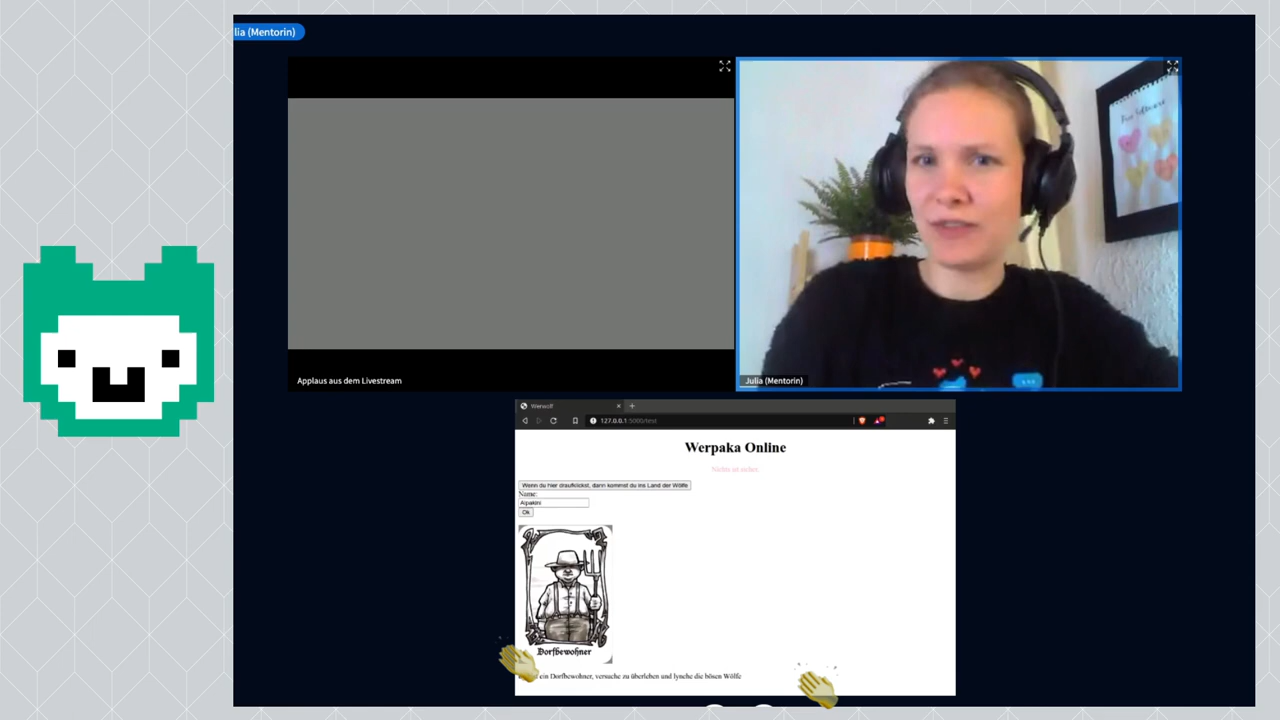 lia (Mentorin)
Applaus aus dem Livestream
Julia (Mentorin)
Werwolf
127.0.0.1:5000/test
Werpaka Online
Nichts ist sicher.
Wenn du hier draufklickst, dann kommst du ins Land der Wölfe
Name:
Alpakini
Ok
Dorfbewohner
ein Dorfbewohner, versuche zu überleben und lynche die bösen Wölfe